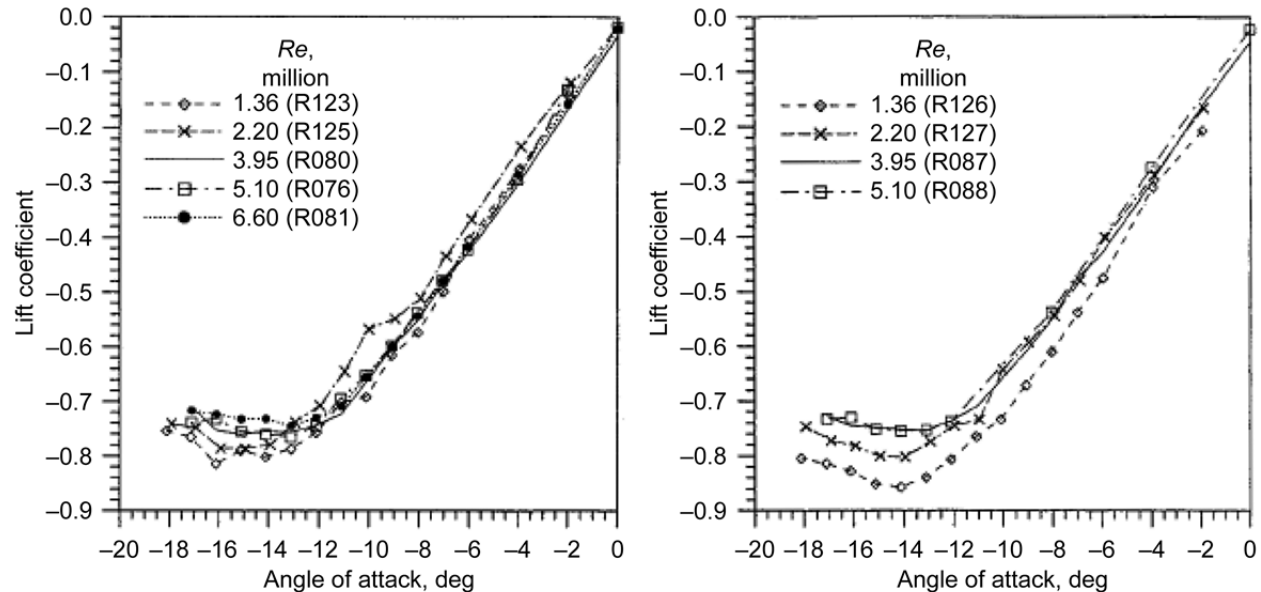 0.0
–0.1
–0.2
–0.3
–0.4
–0.5
–0.6
–0.7
–0.8
–0.9
Lift coefficient
Re,
million
1.36 (R123)
2.20 (R125)
3.95 (R080)
5.10 (R076)
6.60 (R081)
–20 –18 –16 –14 –12 –10 –8 –6 –4 –2 0
Angle of attack, deg
0.0
–0.1
–0.2
–0.3
–0.4
–0.5
–0.6
–0.7
–0.8
–0.9
Lift coefficient
Re,
million
1.36 (R126)
2.20 (R127)
3.95 (R087)
5.10 (R088)
–20 –18 –16 –14 –12 –10 –8 –6 –4 –2 0
Angle of attack, deg